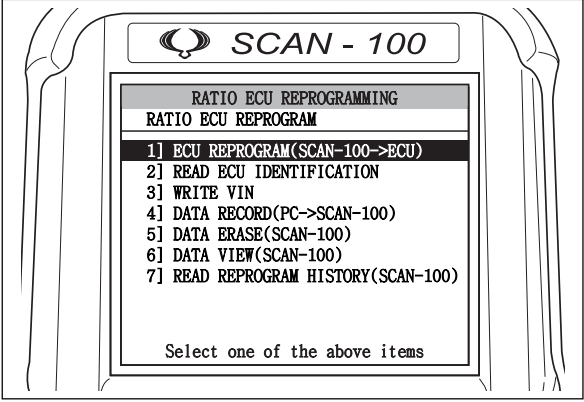 SCAN - 100
RATIO ECU REPROGRAMMING
RATIO ECU REPROGRAM
1] ECU REPROGRAM(SCAN-100->ECU)
2] READ ECU IDENTIFICATION
3] WRITE VIN
4] DATA RECORD(PC->SCAN-100)
5] DATA ERASE(SCAN-100)
6] DATA VIEW(SCAN-100)
7] READ REPROGRAM HISTORY(SCAN-100)
Select one of the above items